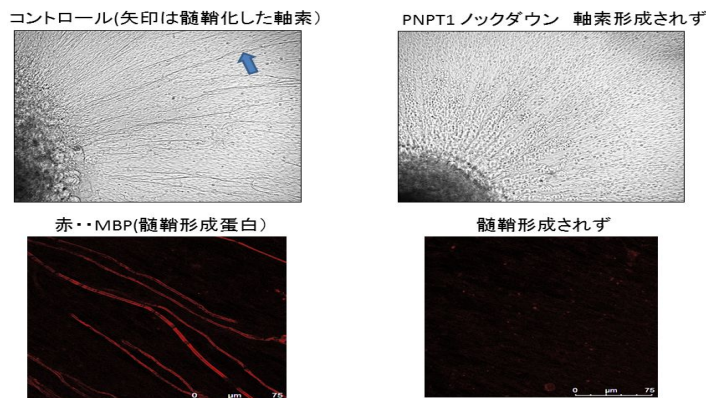 コントロール(矢印は髄鞘化した軸索)
PNPT1 ノックダウン 軸索形成されず
赤・・MBP(髄鞘形成蛋白)
髄鞘形成されず
0 μm 75
0 μm 75